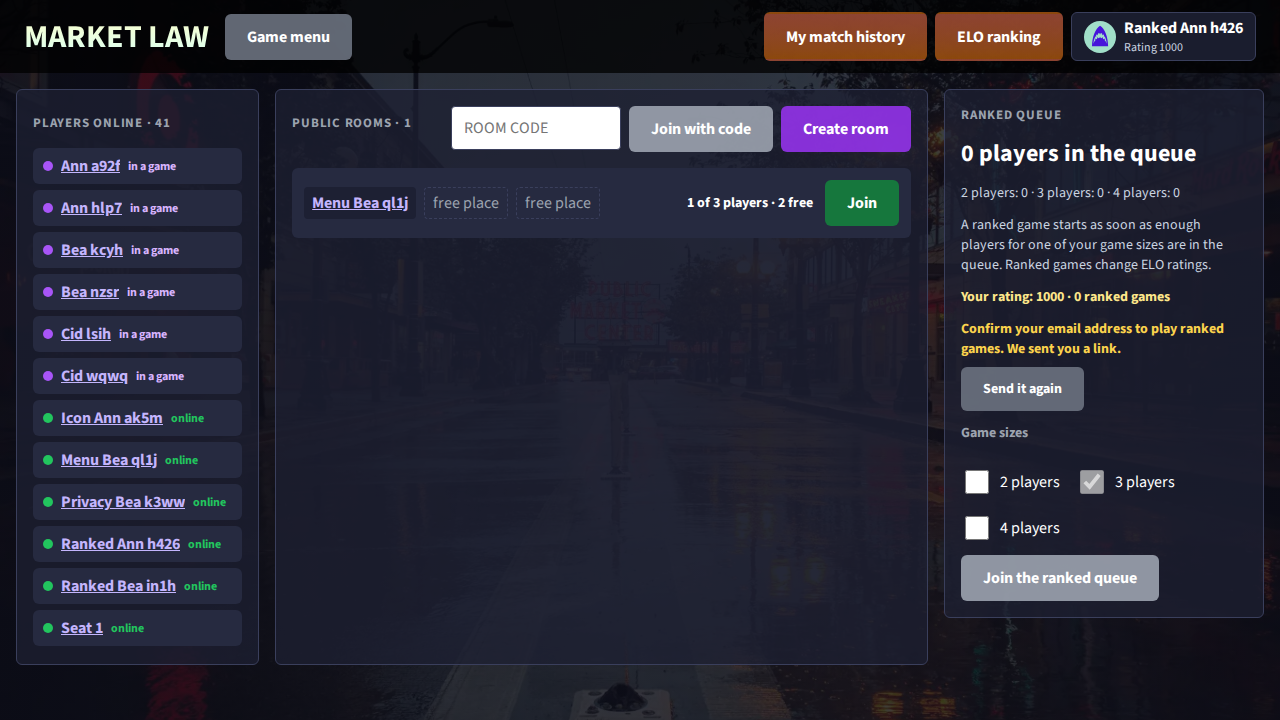 MARKET LAW
Game menu
My match history
ELO ranking
Ranked Ann h426
Rating 1000
PLAYERS ONLINE · 41
Ann a92f in a game
Ann hlp7 in a game
Bea kcyh in a game
Bea nzsr in a game
Cid lsih in a game
Cid wqwq in a game
Icon Ann ak5m online
Menu Bea ql1j online
Privacy Bea k3ww online
Ranked Ann h426 online
Ranked Bea in1h online
Seat 1 online
PUBLIC ROOMS · 1
ROOM CODE
Join with code
Create room
Menu Bea ql1j
free place
free place
1 of 3 players · 2 free
Join
RANKED QUEUE
0 players in the queue
2 players: 0 · 3 players: 0 · 4 players: 0
A ranked game starts as soon as enough
players for one of your game sizes are in the
queue. Ranked games change ELO ratings.
Your rating: 1000 · 0 ranked games
Confirm your email address to play ranked
games. We sent you a link.
Send it again
Game sizes
2 players
3 players
4 players
Join the ranked queue